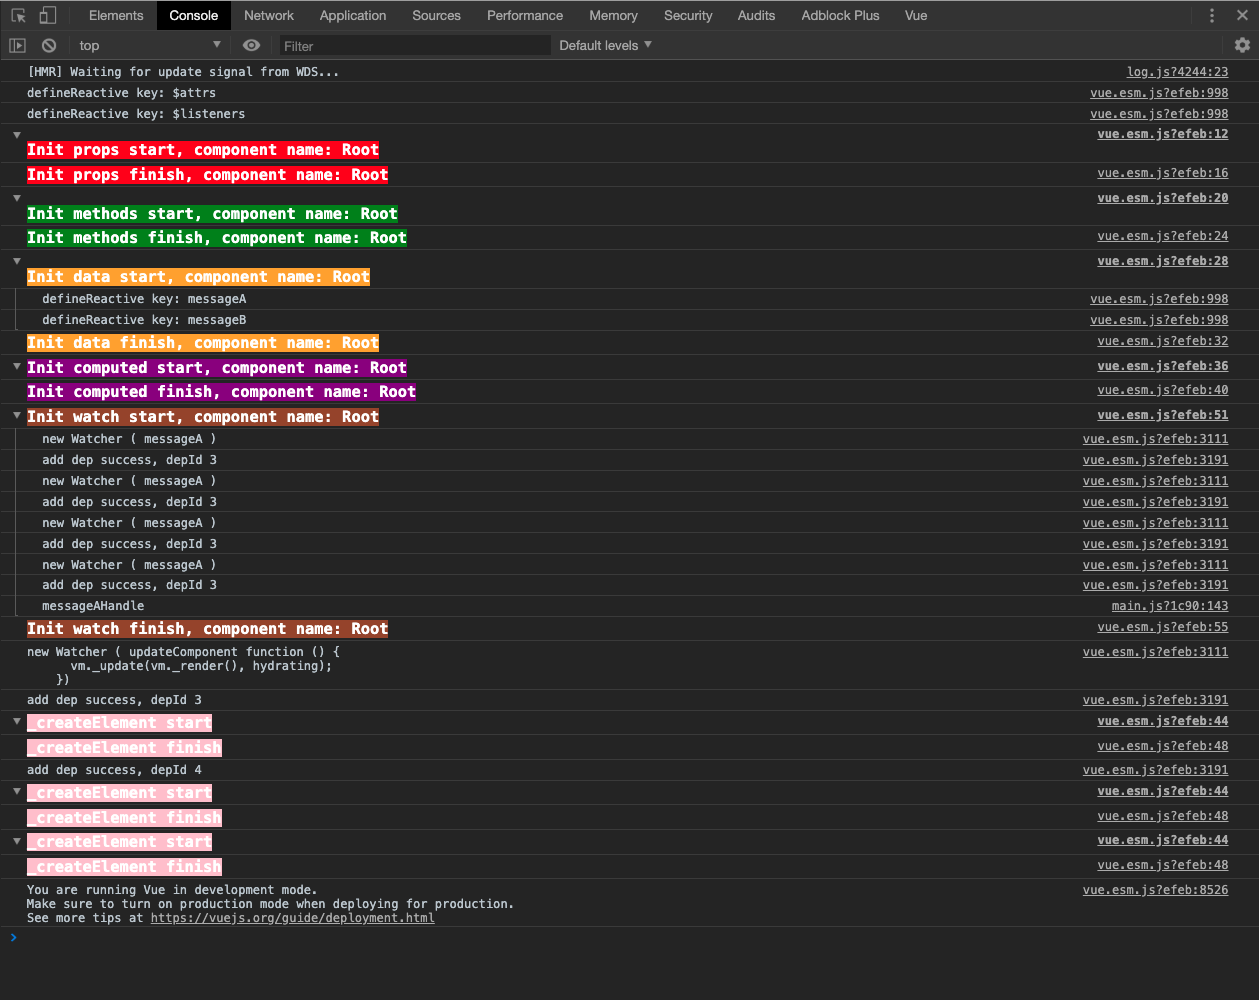 Elements Console Network Application Sources Performance Memory Security Audits Adblock Plus Vue
top Filter Default levels
[HMR] Waiting for update signal from WDS... log.js?4244:23
defineReactive key: $attrs vue.esm.js?efeb:998
defineReactive key: $listeners vue.esm.js?efeb:998
vue.esm.js?efeb:12
Init props start, component name: Root
Init props finish, component name: Root vue.esm.js?efeb:16
vue.esm.js?efeb:20
Init methods start, component name: Root
Init methods finish, component name: Root vue.esm.js?efeb:24
vue.esm.js?efeb:28
Init data start, component name: Root
defineReactive key: messageA vue.esm.js?efeb:998
defineReactive key: messageB vue.esm.js?efeb:998
Init data finish, component name: Root vue.esm.js?efeb:32
Init computed start, component name: Root vue.esm.js?efeb:36
Init computed finish, component name: Root vue.esm.js?efeb:40
Init watch start, component name: Root vue.esm.js?efeb:51
new Watcher ( messageA ) vue.esm.js?efeb:3111
add dep success, depId 3 vue.esm.js?efeb:3191
new Watcher ( messageA ) vue.esm.js?efeb:3111
add dep success, depId 3 vue.esm.js?efeb:3191
new Watcher ( messageA ) vue.esm.js?efeb:3111
add dep success, depId 3 vue.esm.js?efeb:3191
new Watcher ( messageA ) vue.esm.js?efeb:3111
add dep success, depId 3 vue.esm.js?efeb:3191
messageAHandle main.js?1c90:143
Init watch finish, component name: Root vue.esm.js?efeb:55
new Watcher ( updateComponent function () { vue.esm.js?efeb:3111
vm._update(vm._render(), hydrating);
})
add dep success, depId 3 vue.esm.js?efeb:3191
_createElement start vue.esm.js?efeb:44
_createElement finish vue.esm.js?efeb:48
add dep success, depId 4 vue.esm.js?efeb:3191
_createElement start vue.esm.js?efeb:44
_createElement finish vue.esm.js?efeb:48
_createElement start vue.esm.js?efeb:44
_createElement finish vue.esm.js?efeb:48
You are running Vue in development mode. vue.esm.js?efeb:8526
Make sure to turn on production mode when deploying for production.
See more tips at https://vuejs.org/guide/deployment.html